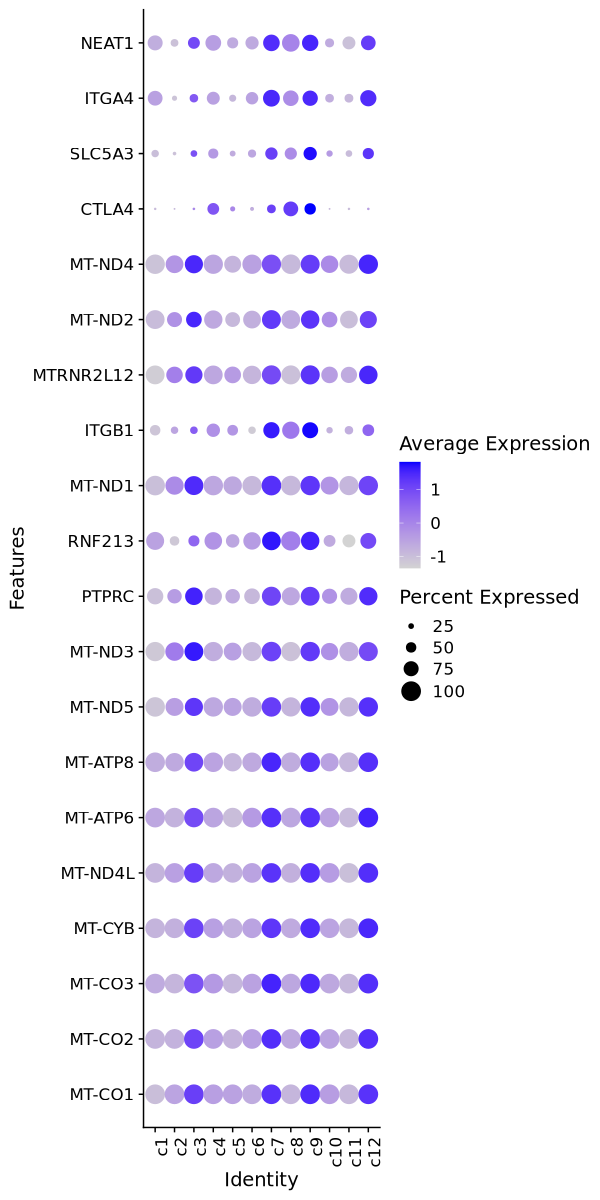 NEAT1
ITGA4
SLC5A3
CTLA4
MT-ND4
MT-ND2
MTRNR2L12
ITGB1
MT-ND1
RNF213
PTPRC
MT-ND3
MT-ND5
MT-ATP8
MT-ATP6
MT-ND4L
MT-CYB
MT-CO3
MT-CO2
MT-CO1
Features
c1 c2 c3 c4 c5 c6 c7 c8 c9 c10 c11 c12
Identity
Average Expression
1
0
-1
Percent Expressed
25
50
75
100